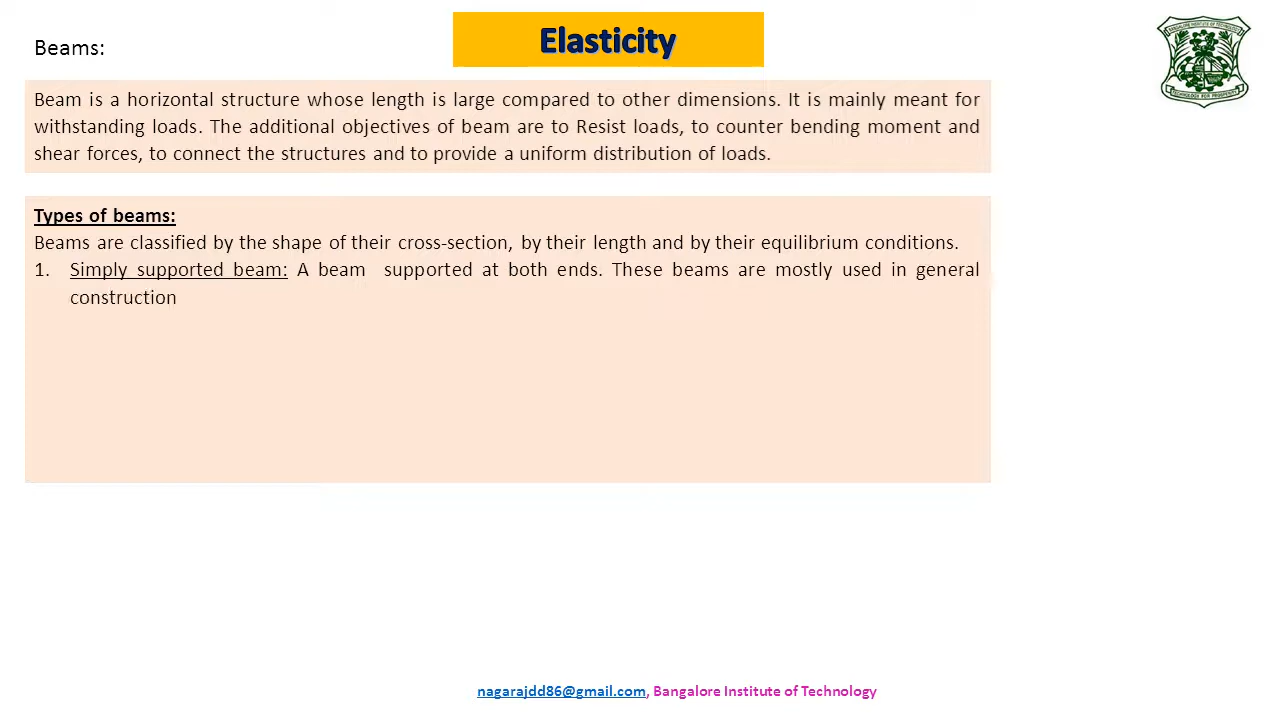 Elasticity
Beams:
Beam is a horizontal structure whose length is large compared to other dimensions. It is mainly meant for
withstanding loads. The additional objectives of beam are to Resist loads, to counter bending moment and
shear forces, to connect the structures and to provide a uniform distribution of loads.
Types of beams:
Beams are classified by the shape of their cross-section, by their length and by their equilibrium conditions.
1. Simply supported beam: A beam supported at both ends. These beams are mostly used in general
construction
nagarajdd86@gmail.com, Bangalore Institute of Technology